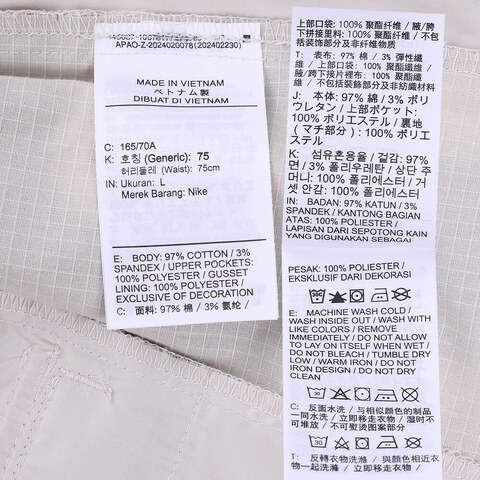 APAO-Z-2024020078 (202402230)
MADE IN VIETNAM
ベトナム製
DIBUAT DI VIETNAM
C: 165/70A
K: 호칭 (Generic): 75
허리둘레 (Waist): 75cm
IN: Ukuran: L
Merek Barang: Nike
E: BODY: 97% COTTON / 3%
SPANDEX / UPPER POCKETS:
100% POLYESTER / GUSSET
LINING: 100% POLYESTER /
EXCLUSIVE OF DECORATION
C: 面料: 97% 棉 / 3% 氨纶 /
上部口袋: 100% 聚酯纤维 / 腋/胯
下拼接里料: 100% 聚酯纤维 / 不包
括装饰部分及非纤维物质
T: 表布: 97% 棉 / 3% 彈性纖
維 / 上部口袋: 100% 聚酯纖維
/ 腋/胯下接片裡布: 100% 聚酯纖
維 / 不包括裝飾部分及非紡織材料
J: 本体: 97% 綿 / 3% ポリ
ウレタン / 上部ポケット:
100% ポリエステル / 裏地
(マチ部分): 100% ポリエ
ステル
K: 섬유혼용율 / 겉감: 97%
면 / 3% 폴리우레탄 / 상단 주
머니: 100% 폴리에스터 / 거
셋 안감: 100% 폴리에스터
IN: BADAN: 97% KATUN / 3%
SPANDEK / KANTONG BAGIAN
ATAS: 100% POLIESTER /
LAPISAN DARI SEPOTONG KAIN
YANG DIGUNAKAN SEBAGAI
PESAK: 100% POLIESTER /
EKSKLUSIF DARI DEKORASI
E: MACHINE WASH COLD /
WASH INSIDE OUT / WASH WITH
LIKE COLORS / REMOVE
IMMEDIATELY / DO NOT ALLOW
TO LAY ON ITSELF WHEN WET /
DO NOT BLEACH / TUMBLE DRY
LOW / WARM IRON / DO NOT
IRON DESIGN / DO NOT DRY
CLEAN
C: 反面水洗 / 与相似颜色的制品
一同水洗 / 立即移走衣物 / 湿时不
可堆放 / 不可熨烫图案部分
T: 反轉衣物洗滌 / 與顏色相近衣
物一起洗滌 / 立即移走衣物 /